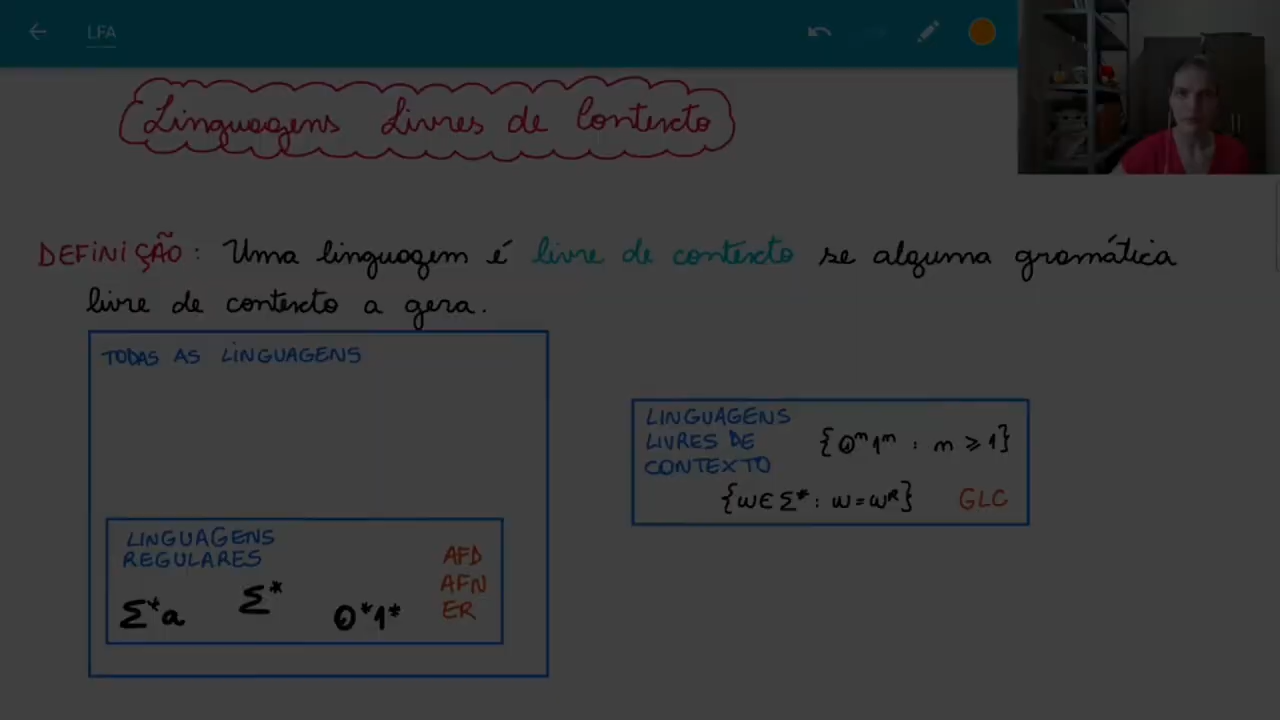 LFA
Linguagens Livres de Contexto
DEFINIÇÃO: Uma linguagem é livre de contexto se alguma gramática
livre de contexto a gera.
TODAS AS LINGUAGENS
LINGUAGENS
REGULARES
Σ*a
Σ*
0*1*
AFD
AFN
ER
LINGUAGENS
LIVRES DE
CONTEXTO
{0ⁿ1ⁿ : n ⩾ 1}
{w ∈ Σ* : w = wᴿ}
GLC